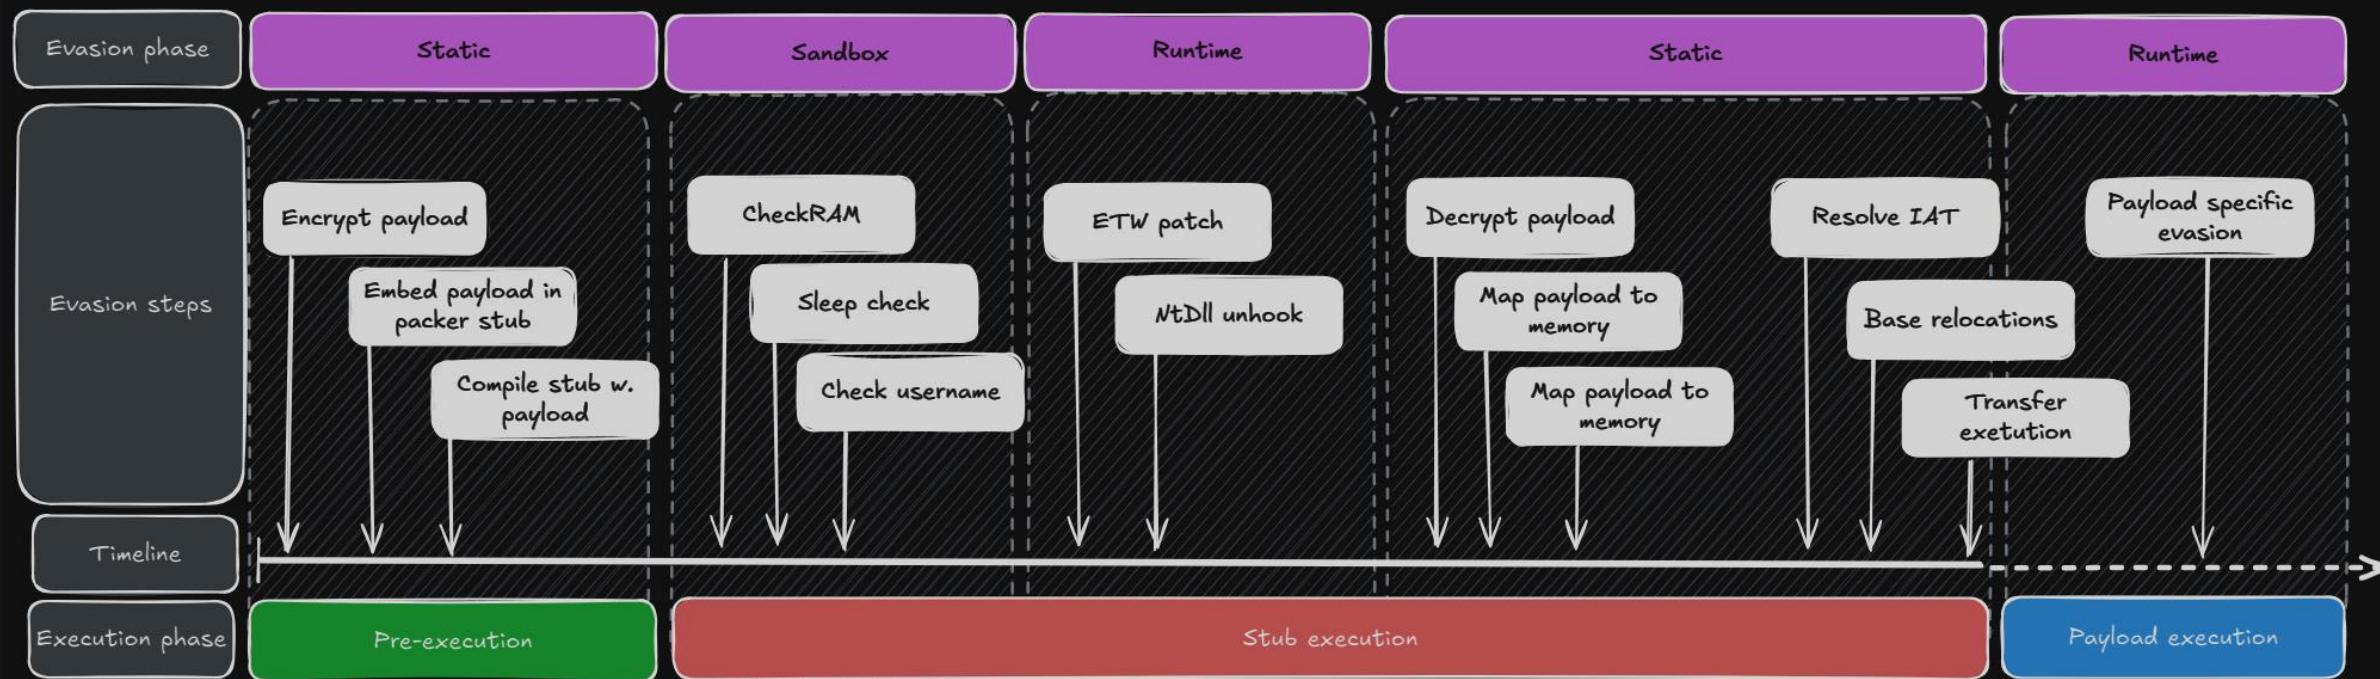 Evasion phase
Static
Sandbox
Runtime
Static
Runtime
Evasion steps
Encrypt payload
Embed payload in
packer stub
Compile stub w.
payload
CheckRAM
Sleep check
Check username
ETW patch
NtDll unhook
Decrypt payload
Map payload to
memory
Map payload to
memory
Resolve IAT
Base relocations
Transfer
exetution
Payload specific
evasion
Timeline
Execution phase
Pre-execution
Stub execution
Payload execution